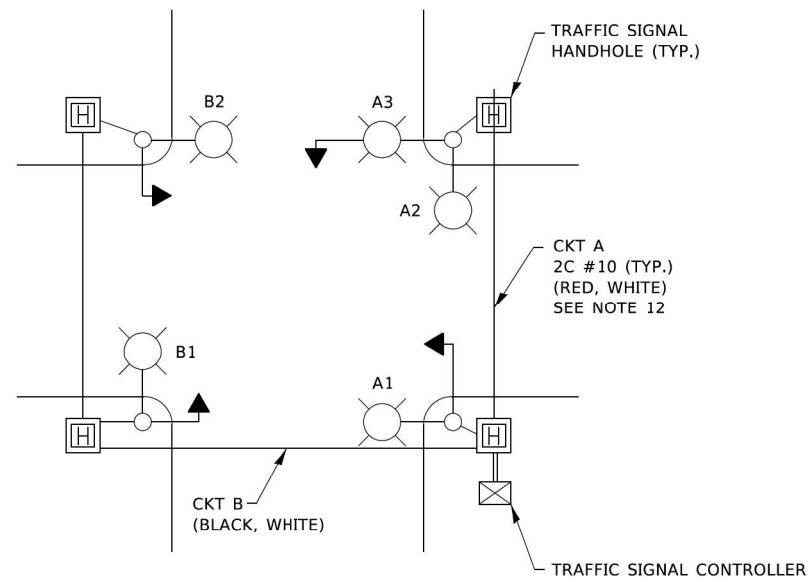 TRAFFIC SIGNAL
HANDHOLE (TYP.)
H
B2
A3
H
A2
CKT A
2C #10 (TYP.)
(RED, WHITE)
SEE NOTE 12
B1
A1
H
H
CKT B
(BLACK, WHITE)
TRAFFIC SIGNAL CONTROLLER